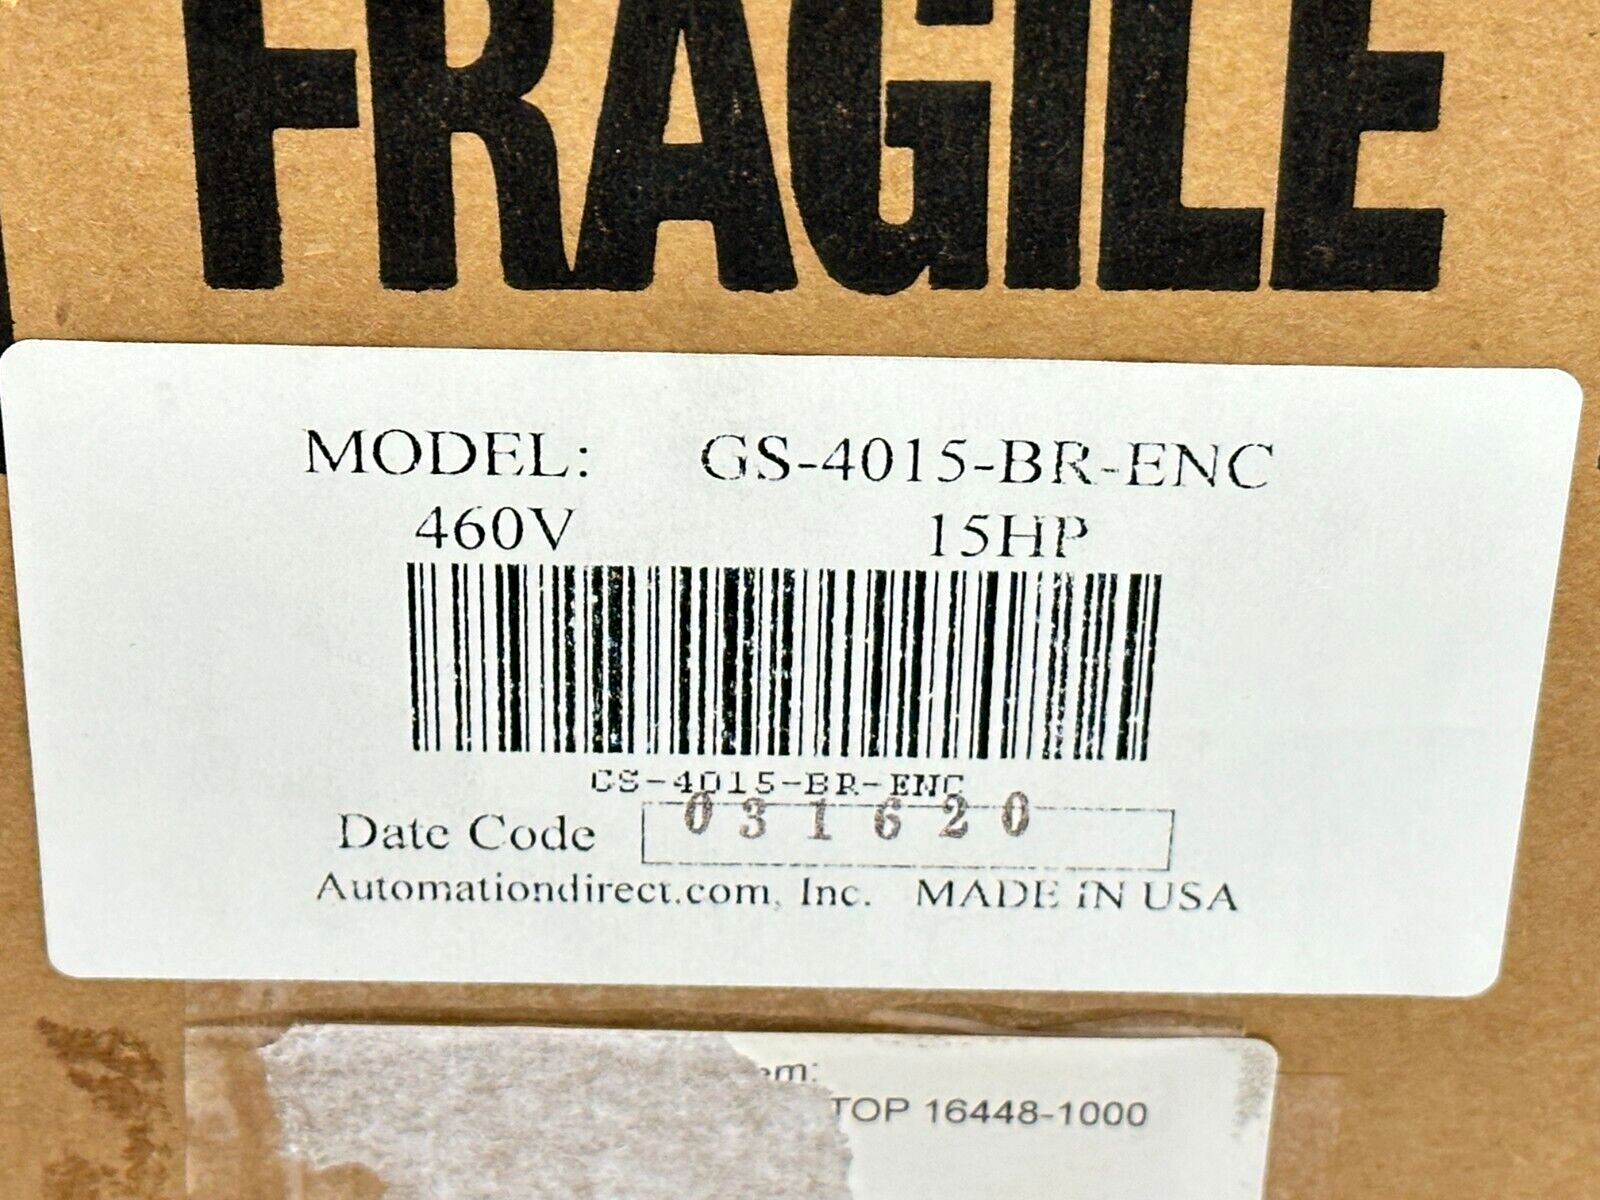 FRAGILE
MODEL: GS-4015-BR-ENC
460V 15HP
GS-4015-BR-ENC
Date Code 031620
Automationdirect.com, Inc. MADE IN USA
em:
TOP 16448-1000